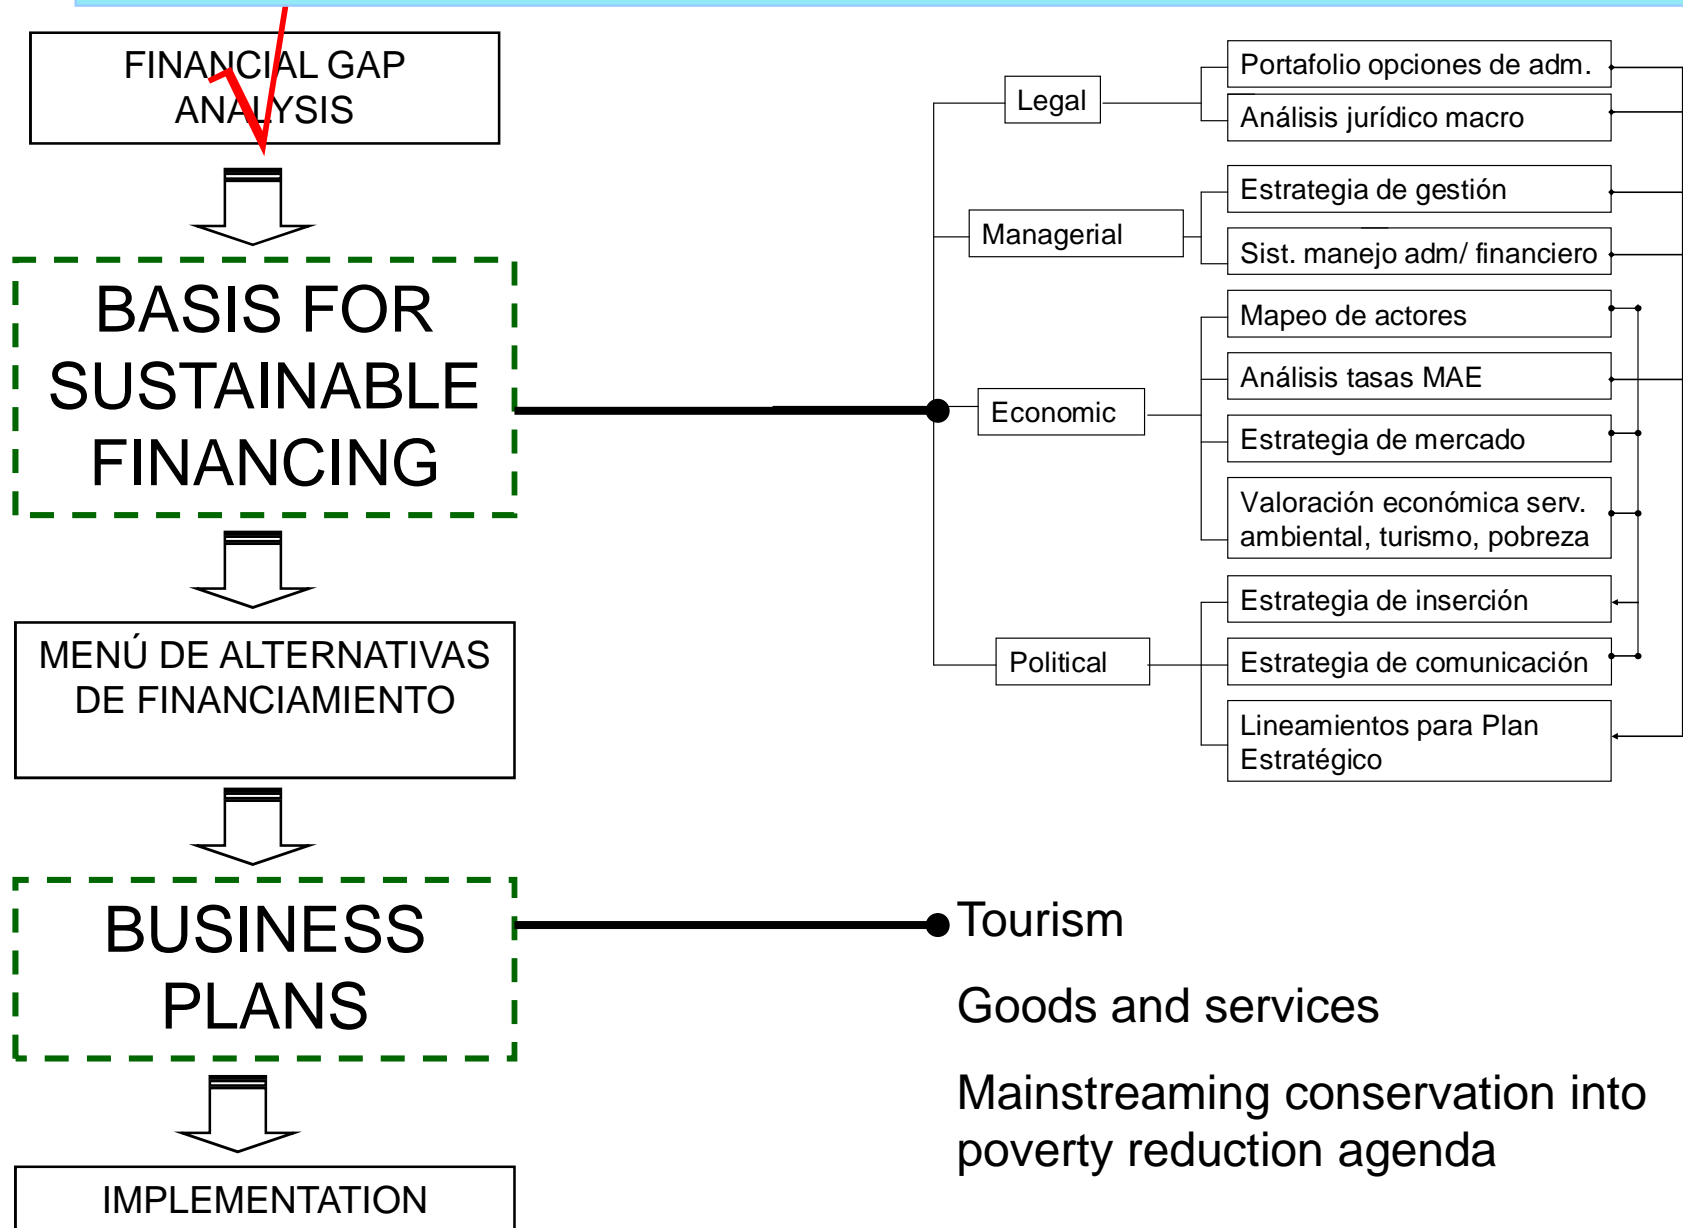 FINANCIAL GAP
ANALYSIS
BASIS FOR
SUSTAINABLE
FINANCING
MENÚ DE ALTERNATIVAS
DE FINANCIAMIENTO
BUSINESS
PLANS
IMPLEMENTATION
Legal
Portafolio opciones de adm.
Análisis jurídico macro
Managerial
Estrategia de gestión
Sist. manejo adm/ financiero
Economic
Mapeo de actores
Análisis tasas MAE
Estrategia de mercado
Valoración económica serv.
ambiental, turismo, pobreza
Political
Estrategia de inserción
Estrategia de comunicación
Lineamientos para Plan
Estratégico
Tourism
Goods and services
Mainstreaming conservation into
poverty reduction agenda